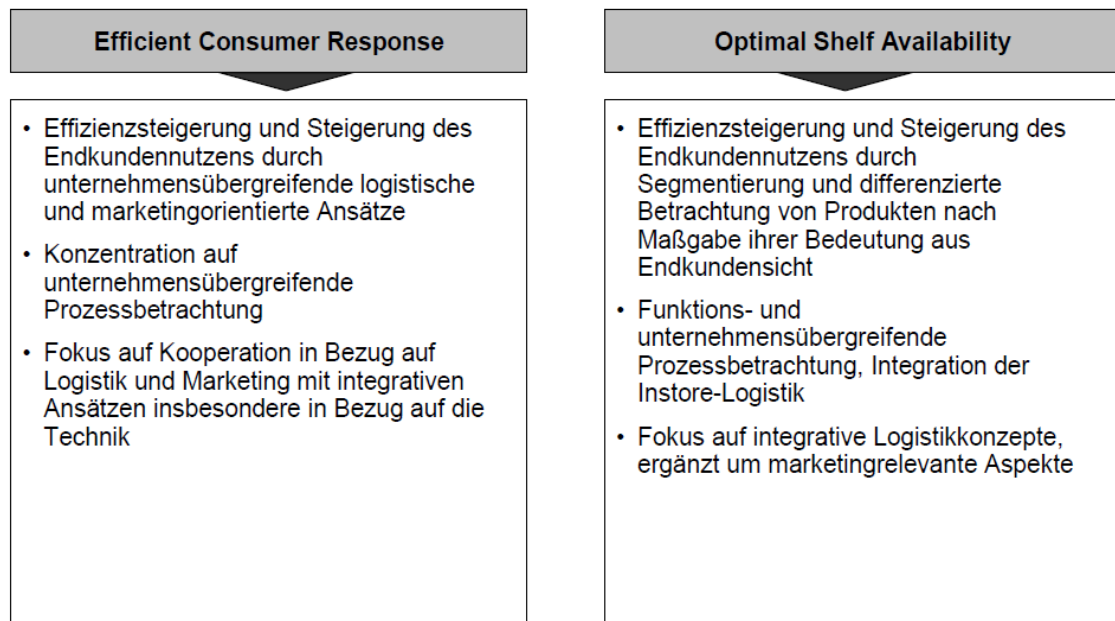 Efficient Consumer Response
• Effizienzsteigerung und Steigerung des
Endkundennutzens durch
unternehmensübergreifende logistische
und marketingorientierte Ansätze
• Konzentration auf
unternehmensübergreifende
Prozessbetrachtung
• Fokus auf Kooperation in Bezug auf
Logistik und Marketing mit integrativen
Ansätzen insbesondere in Bezug auf die
Technik
Optimal Shelf Availability
• Effizienzsteigerung und Steigerung des
Endkundennutzens durch
Segmentierung und differenzierte
Betrachtung von Produkten nach
Maßgabe ihrer Bedeutung aus
Endkundensicht
• Funktions- und
unternehmensübergreifende
Prozessbetrachtung, Integration der
Instore-Logistik
• Fokus auf integrative Logistikkonzepte,
ergänzt um marketingrelevante Aspekte